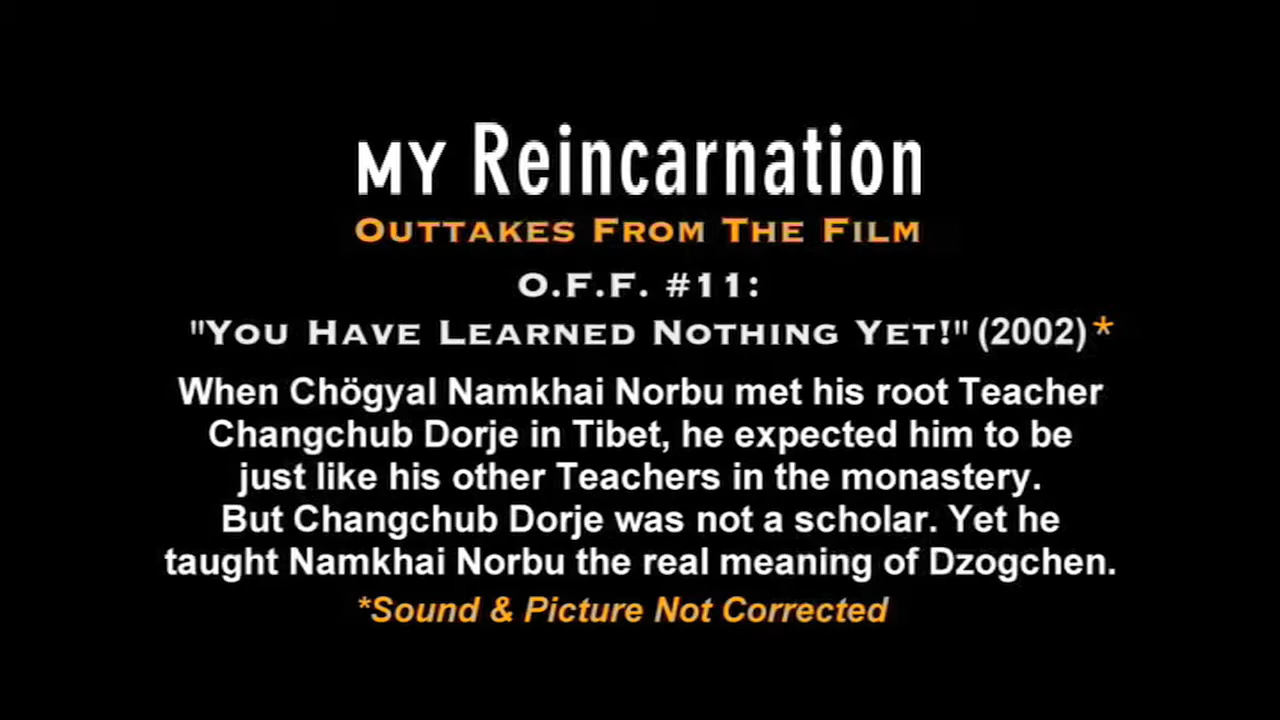 MY Reincarnation
OUTTAKES FROM THE FILM
O.F.F. #11:
"YOU HAVE LEARNED NOTHING YET!" (2002)*
When Chögyal Namkhai Norbu met his root Teacher
Changchub Dorje in Tibet, he expected him to be
just like his other Teachers in the monastery.
But Changchub Dorje was not a scholar. Yet he
taught Namkhai Norbu the real meaning of Dzogchen.
*Sound & Picture Not Corrected